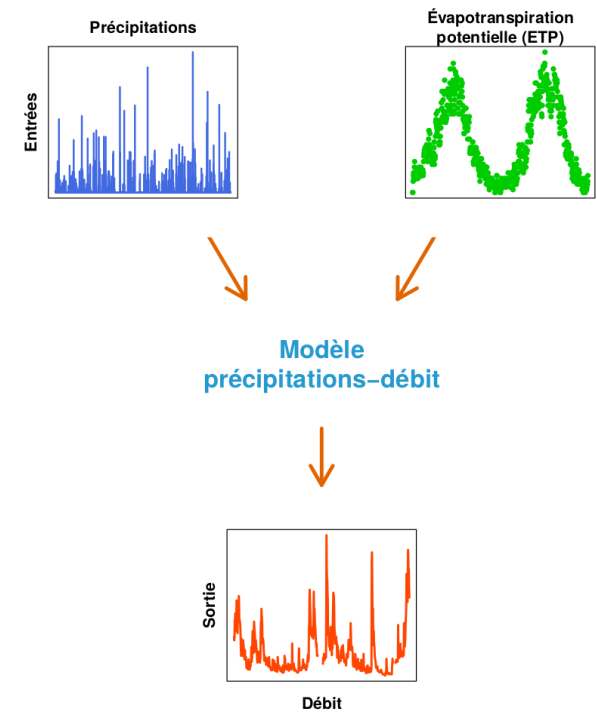 Précipitations
Évapotranspiration
potentielle (ETP)
Entrées
Modèle
précipitations−débit
Sortie
Débit